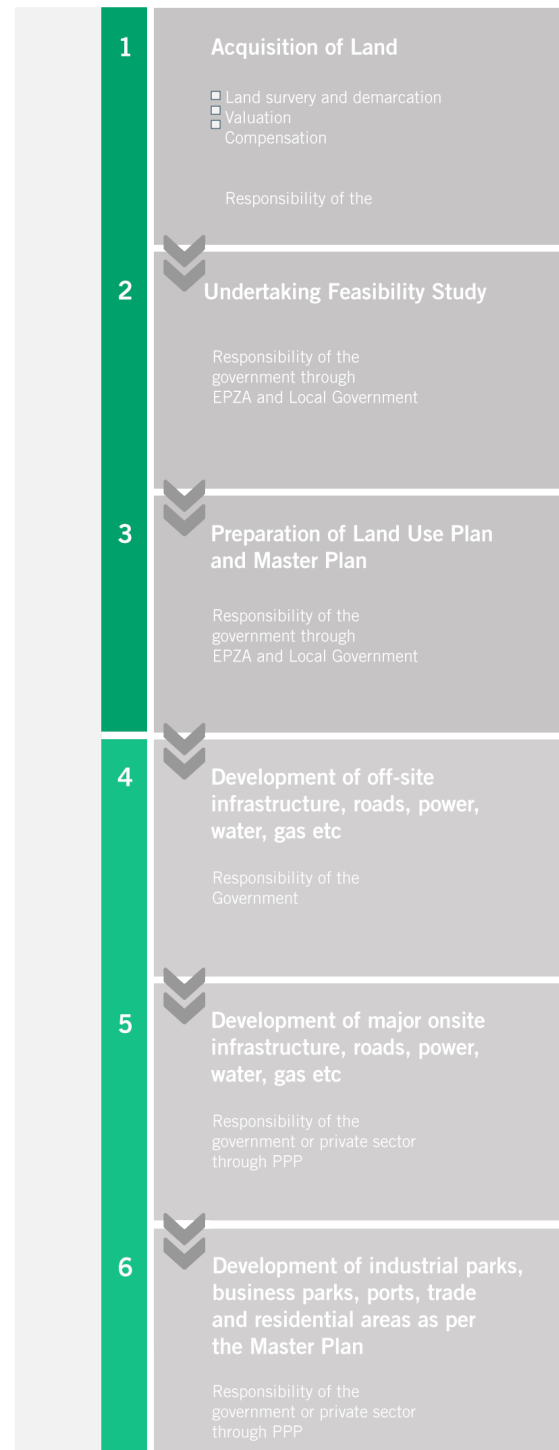 1
Acquisition of Land
Land survery and demarcation
Valuation
Compensation
Responsibility of the
2
Undertaking Feasibility Study
Responsibility of the
government through
EPZA and Local Government
3
Preparation of Land Use Plan
and Master Plan
Responsibility of the
government through
EPZA and Local Government
4
Development of off-site
infrastructure, roads, power,
water, gas etc
Responsibility of the
Government
5
Development of major onsite
infrastructure, roads, power,
water, gas etc
Responsibility of the
government or private sector
through PPP
6
Development of industrial parks,
business parks, ports, trade
and residential areas as per
the Master Plan
Responsibility of the
government or private sector
through PPP